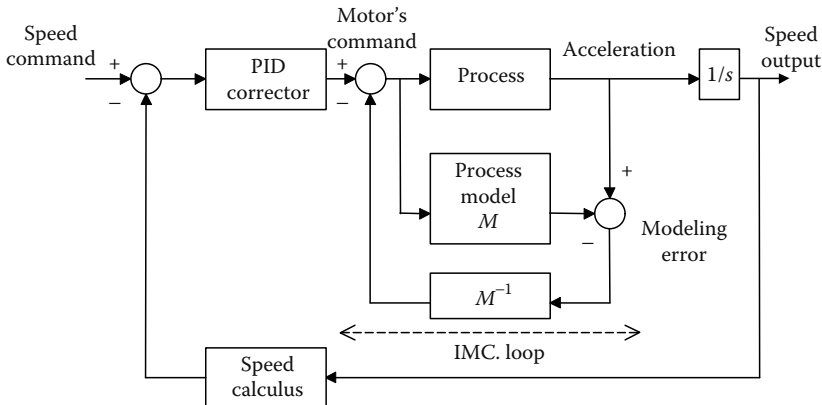 Speed
command
+
−
PID
corrector
Motor's
command
+
−
Process
Acceleration
1/s
Speed
output
Process
model
M
+
−
Modeling
error
M⁻¹
IMC. loop
Speed
calculus